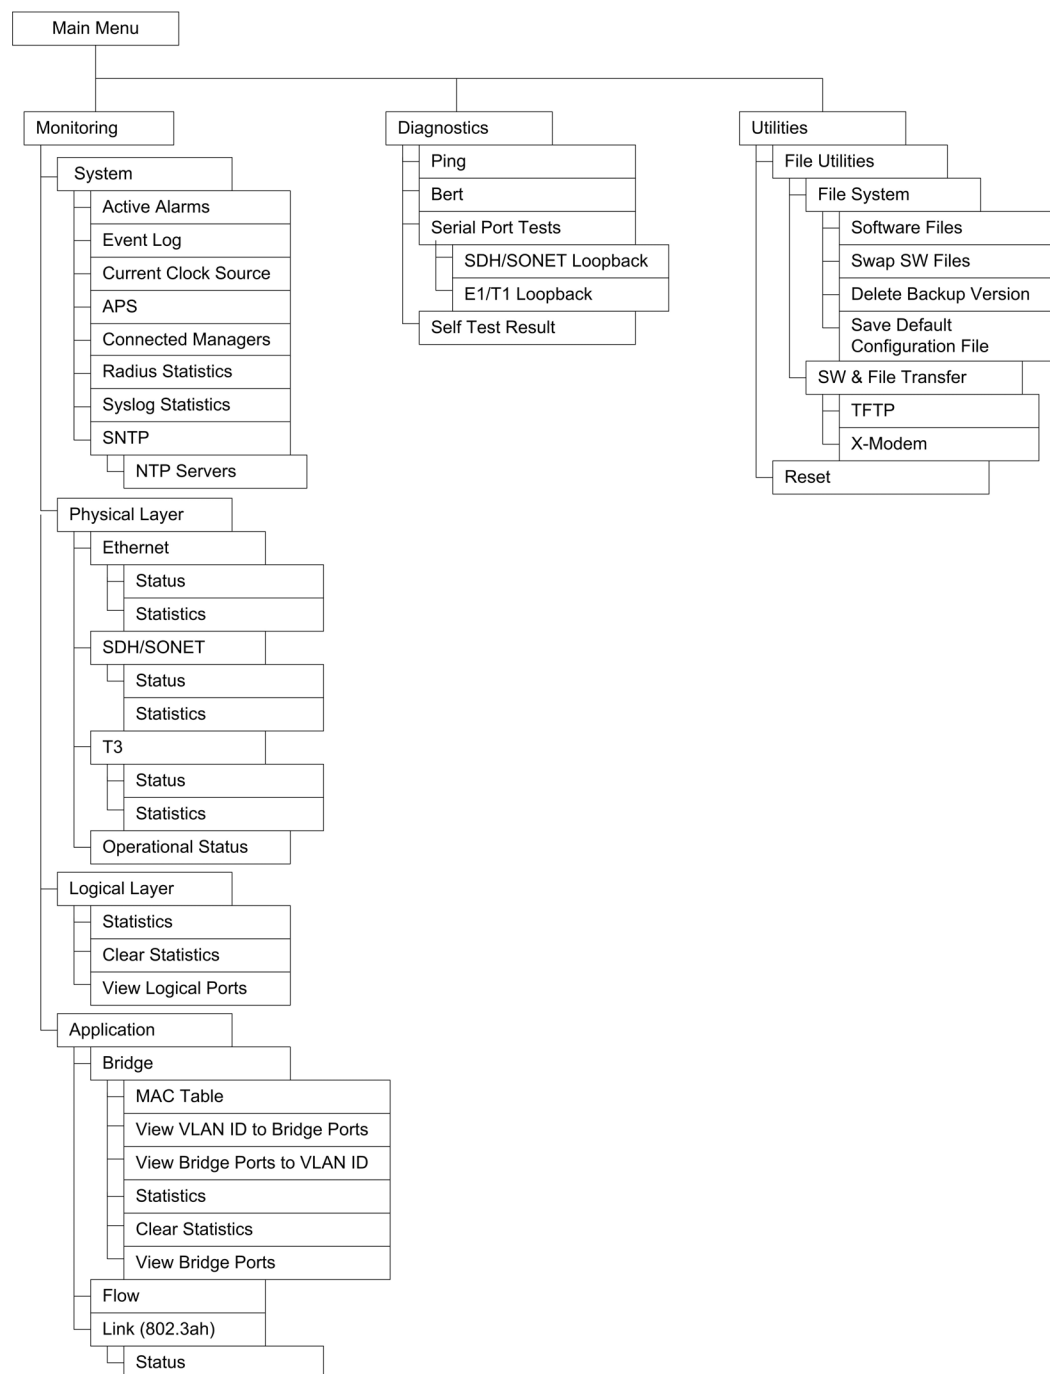 Main Menu
Monitoring
System
Active Alarms
Event Log
Current Clock Source
APS
Connected Managers
Radius Statistics
Syslog Statistics
SNTP
NTP Servers
Physical Layer
Ethernet
Status
Statistics
SDH/SONET
Status
Statistics
T3
Status
Statistics
Operational Status
Logical Layer
Statistics
Clear Statistics
View Logical Ports
Application
Bridge
MAC Table
View VLAN ID to Bridge Ports
View Bridge Ports to VLAN ID
Statistics
Clear Statistics
View Bridge Ports
Flow
Link (802.3ah)
Status
Diagnostics
Ping
Bert
Serial Port Tests
SDH/SONET Loopback
E1/T1 Loopback
Self Test Result
Utilities
File Utilities
File System
Software Files
Swap SW Files
Delete Backup Version
Save Default
Configuration File
SW & File Transfer
TFTP
X-Modem
Reset